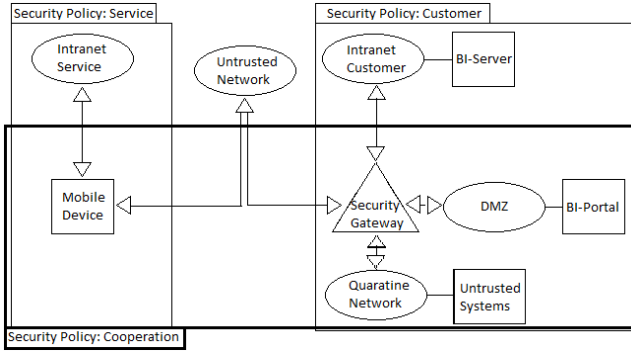 Security Policy: Service
Security Policy: Customer
Intranet
Service
Untrusted
Network
Intranet
Customer
BI-Server
Mobile
Device
Security
Gateway
DMZ
BI-Portal
Quaratine
Network
Untrusted
Systems
Security Policy: Cooperation